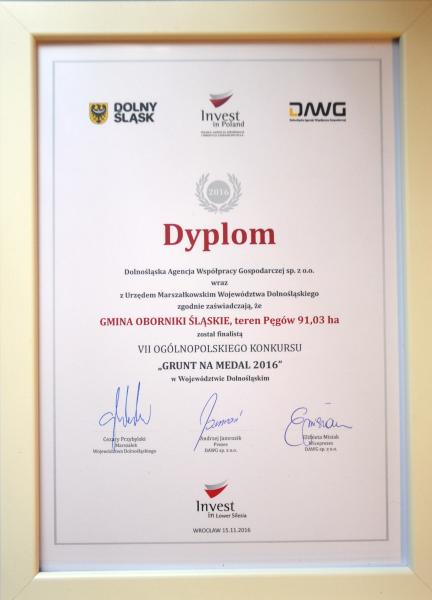 DOLNY
ŚLĄSK
Invest
in Poland
DAWG
2016
Dyplom
Dolnośląska Agencja Współpracy Gospodarczej sp. z o.o.
wraz
z Urzędem Marszałkowskim Województwa Dolnośląskiego
zgodnie zaświadczają, że
GMINA OBORNIKI ŚLĄSKIE, teren Pęgów 91,03 ha
został finalistą
VII OGÓLNOPOLSKIEGO KONKURSU
„GRUNT NA MEDAL 2016”
w Województwie Dolnośląskim
Cezary Przybylski
Marszałek
Województwa Dolnośląskiego
Andrzej Jamrozik
Prezes
DAWG sp. z o.o.
Elżbieta Misiak
Wiceprezes
DAWG sp. z o.o.
Invest
in Lower Silesia
WROCŁAW 15.11.2016